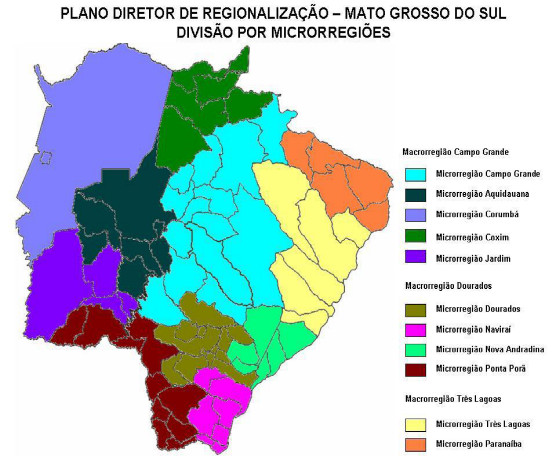 PLANO DIRETOR DE REGIONALIZAÇÃO – MATO GROSSO DO SUL
DIVISÃO POR MICRORREGIÕES
Macrorregião Campo Grande
Microrregião Campo Grande
Microrregião Aquidauana
Microrregião Corumbá
Microrregião Coxim
Microrregião Jardim
Macrorregião Dourados
Microrregião Dourados
Microrregião Naviraí
Microrregião Nova Andradina
Microrregião Ponta Porã
Macrorregião Três Lagoas
Microrregião Três Lagoas
Microrregião Paranaíba